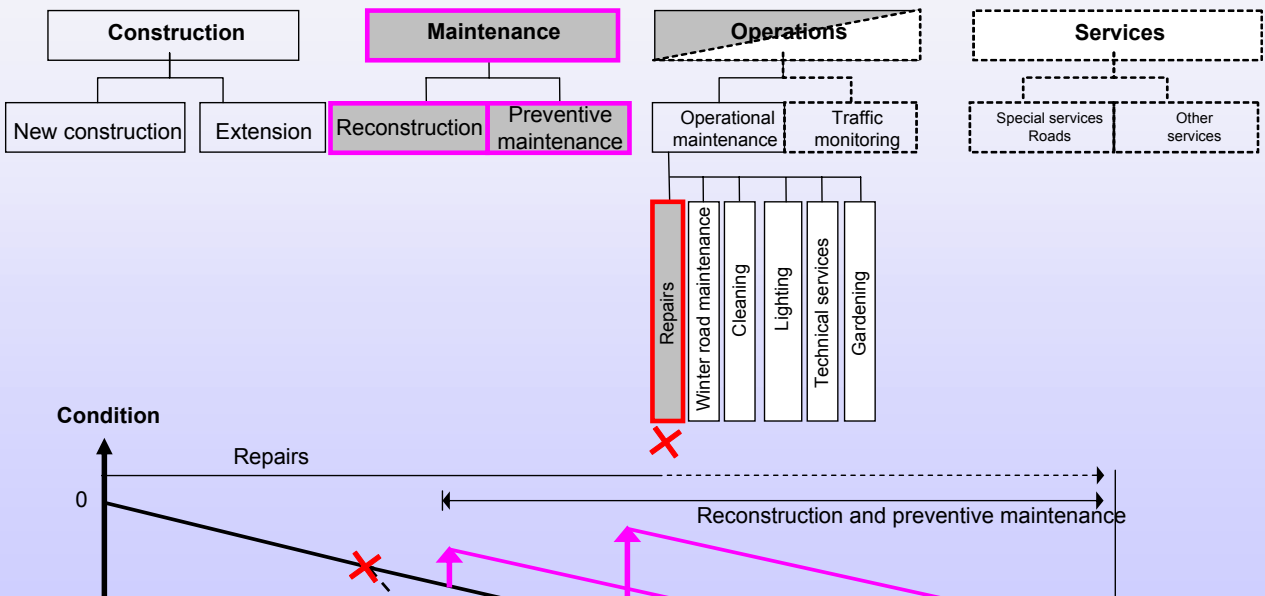 Construction
Maintenance
Operations
Services
New construction
Extension
Reconstruction
Preventive
maintenance
Operational
maintenance
Traffic
monitoring
Special services
Roads
Other
services
Repairs
Winter road maintenance
Cleaning
Lighting
Technical services
Gardening
Condition
Repairs
0
Reconstruction and preventive maintenance